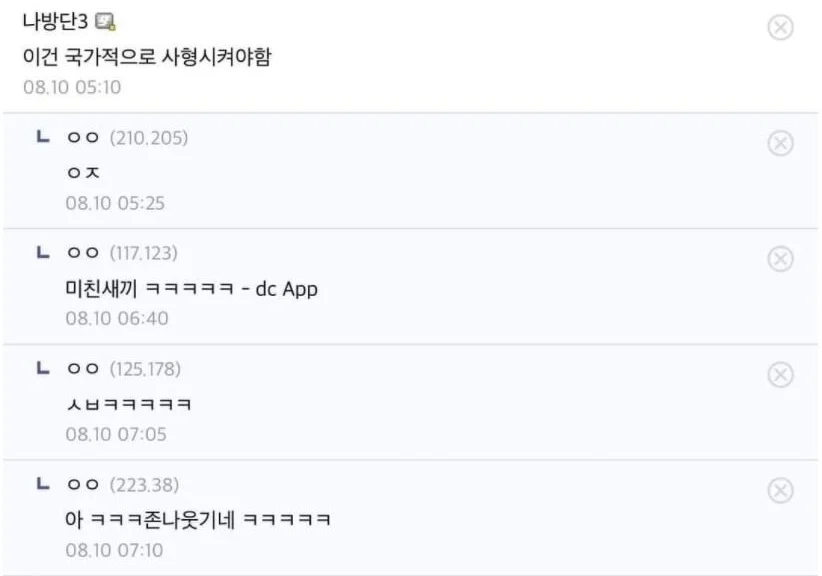 나방단3
이건 국가적으로 사형시켜야함
08.10 05:10
ㄴ ㅇㅇ (210.205)
ㅇㅈ
08.10 05:25
ㄴ ㅇㅇ (117.123)
미친새끼 ㅋㅋㅋㅋㅋ - dc App
08.10 06:40
ㄴ ㅇㅇ (125.178)
ㅅㅂㅋㅋㅋㅋㅋ
08.10 07:05
ㄴ ㅇㅇ (223.38)
아 ㅋㅋㅋ존나웃기네 ㅋㅋㅋㅋㅋ
08.10 07:10